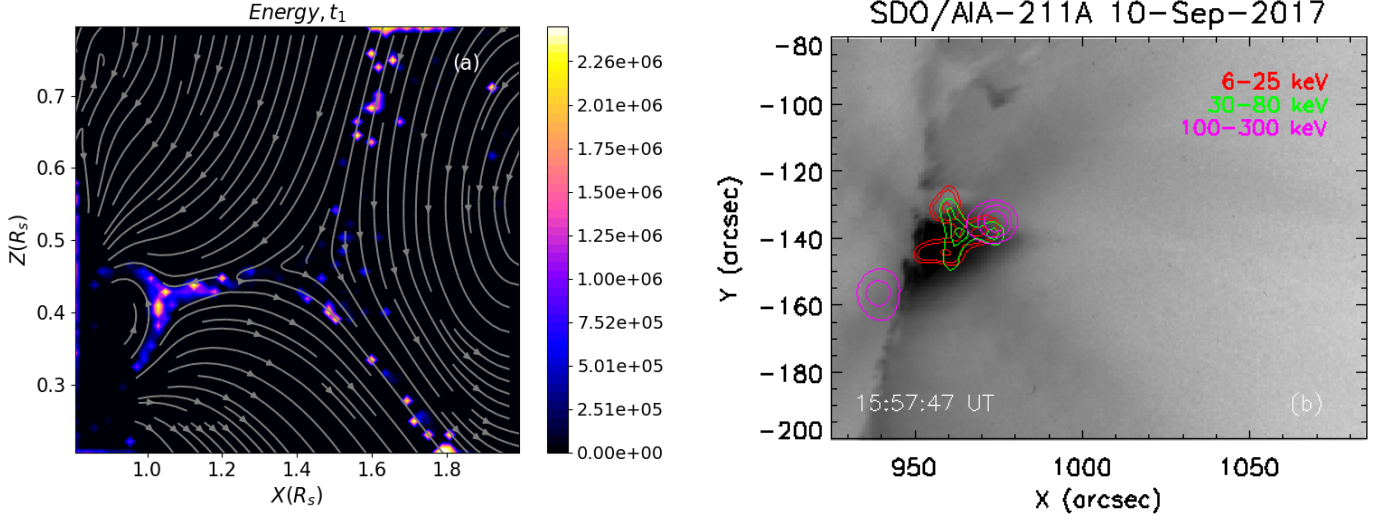 Energy, t₁
(a)
Z(Rₛ)
0.7
0.6
0.5
0.4
0.3
1.0
1.2
1.4
1.6
1.8
X(Rₛ)
2.26e+06
2.01e+06
1.75e+06
1.50e+06
1.25e+06
1.00e+06
7.52e+05
5.01e+05
2.51e+05
0.00e+00
SDO/AIA-211A 10-Sep-2017
6-25 keV
30-80 keV
100-300 keV
Y (arcsec)
-80
-100
-120
-140
-160
-180
-200
15:57:47 UT
(b)
950
1000
1050
X (arcsec)